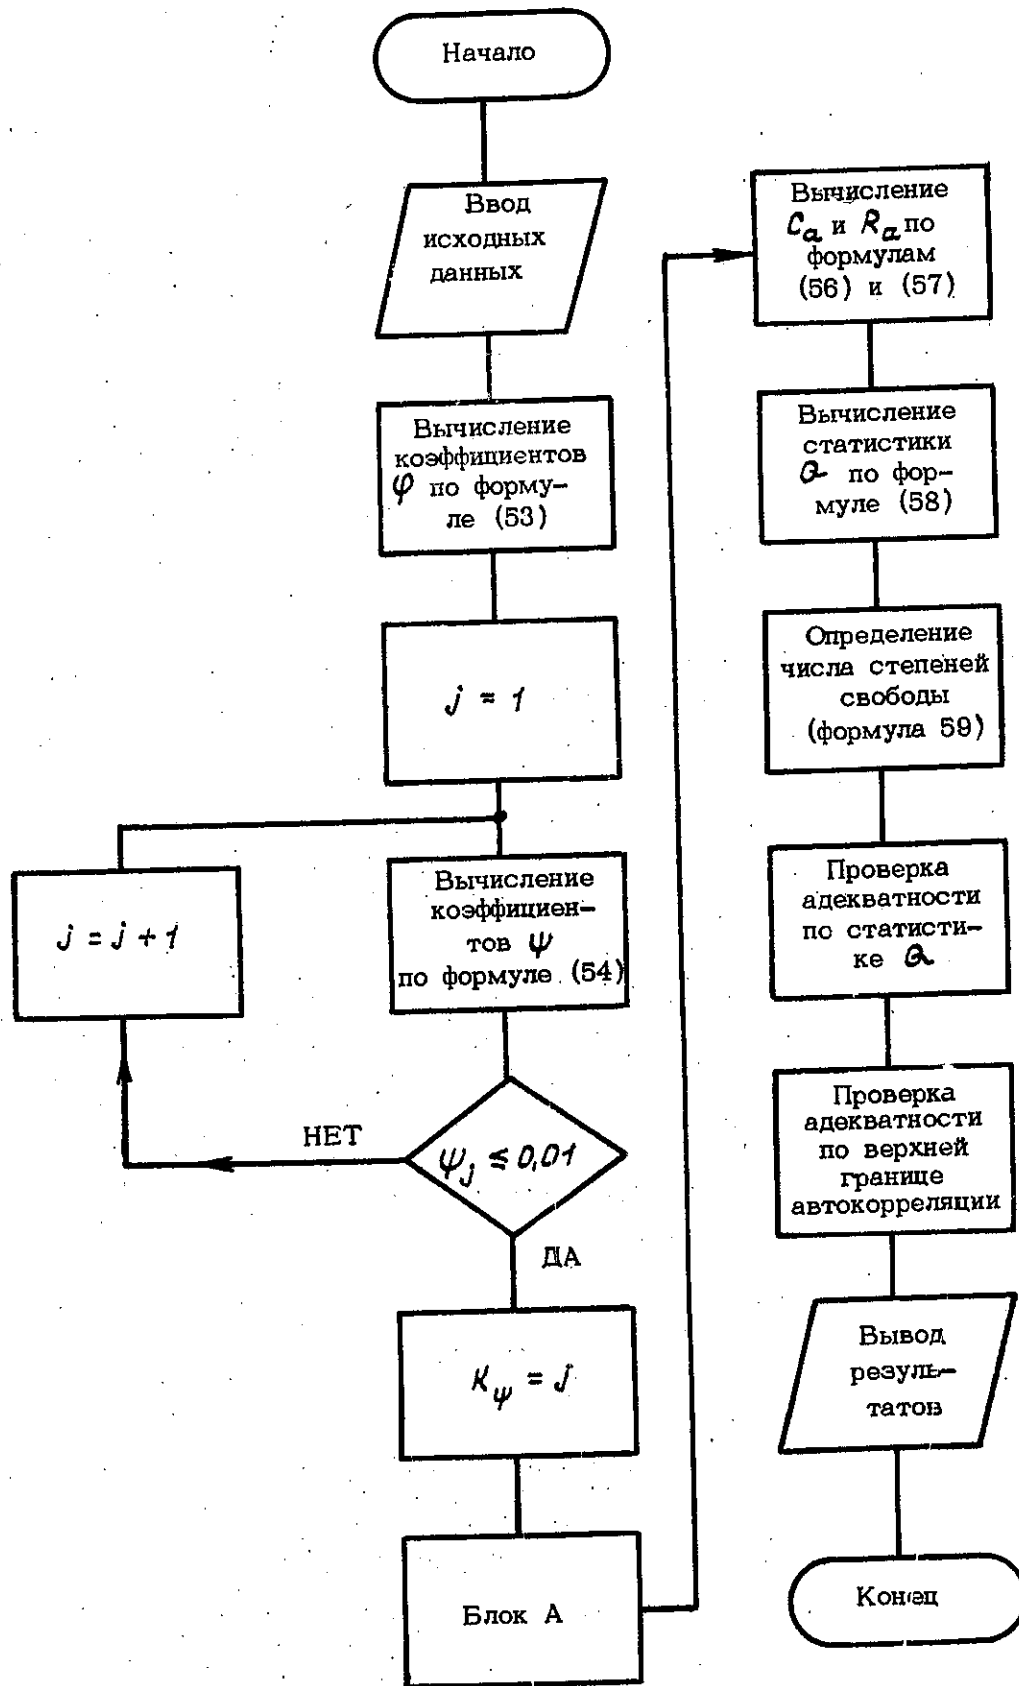 Начало
Ввод
исходных
данных
Вычисление
коэффициентов
φ по форму-
ле (53)
j = 1
j = j + 1
Вычисление
коэффициен-
тов ψ
по формуле (54)
НЕТ
ψj ≤ 0,01
ДА
Kψ = j
Блок А
Вычисление
Cа и Rа по
формулам
(56) и (57)
Вычисление
статистики
Q по фор-
муле (58)
Определение
числа степеней
свободы
(формула 59)
Проверка
адекватности
по статисти-
ке Q
Проверка
адекватности
по верхней
границе
автокорреляции
Вывод
резуль-
татов
Конец